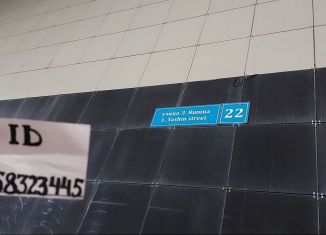 улица Л. Яшина
L. Yashin street
22
ID
58323445